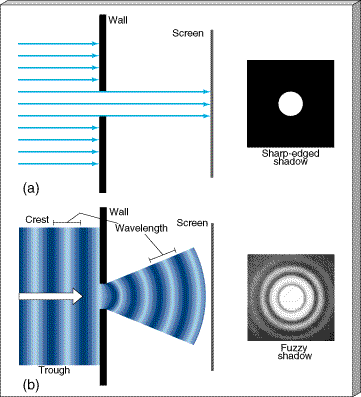 Wall
Screen
Sharp-edged
shadow
(a)
Wall
Crest
Wavelength
Screen
Trough
Fuzzy
shadow
(b)